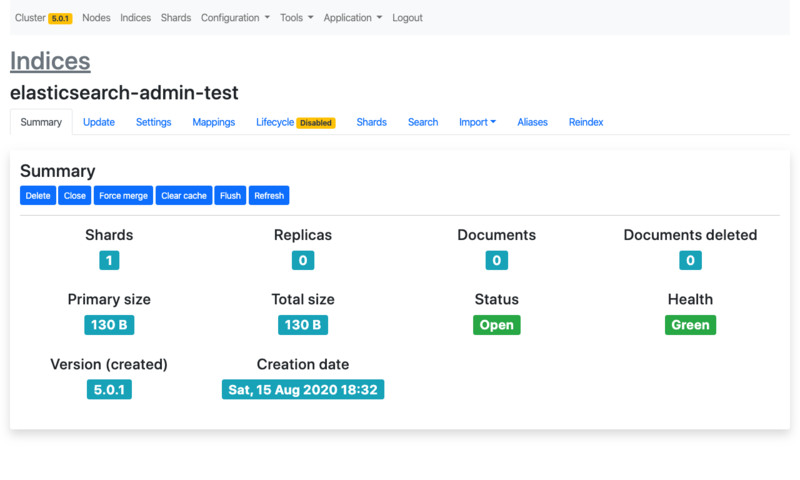 Cluster 5.0.1 Nodes Indices Shards Configuration Tools Application Logout
Indices
elasticsearch-admin-test
Summary Update Settings Mappings Lifecycle Disabled Shards Search Import Aliases Reindex
Summary
Delete Close Force merge Clear cache Flush Refresh
Shards Replicas Documents Documents deleted
1 0 0 0
Primary size Total size Status Health
130 B 130 B Open Green
Version (created) Creation date
5.0.1 Sat, 15 Aug 2020 18:32